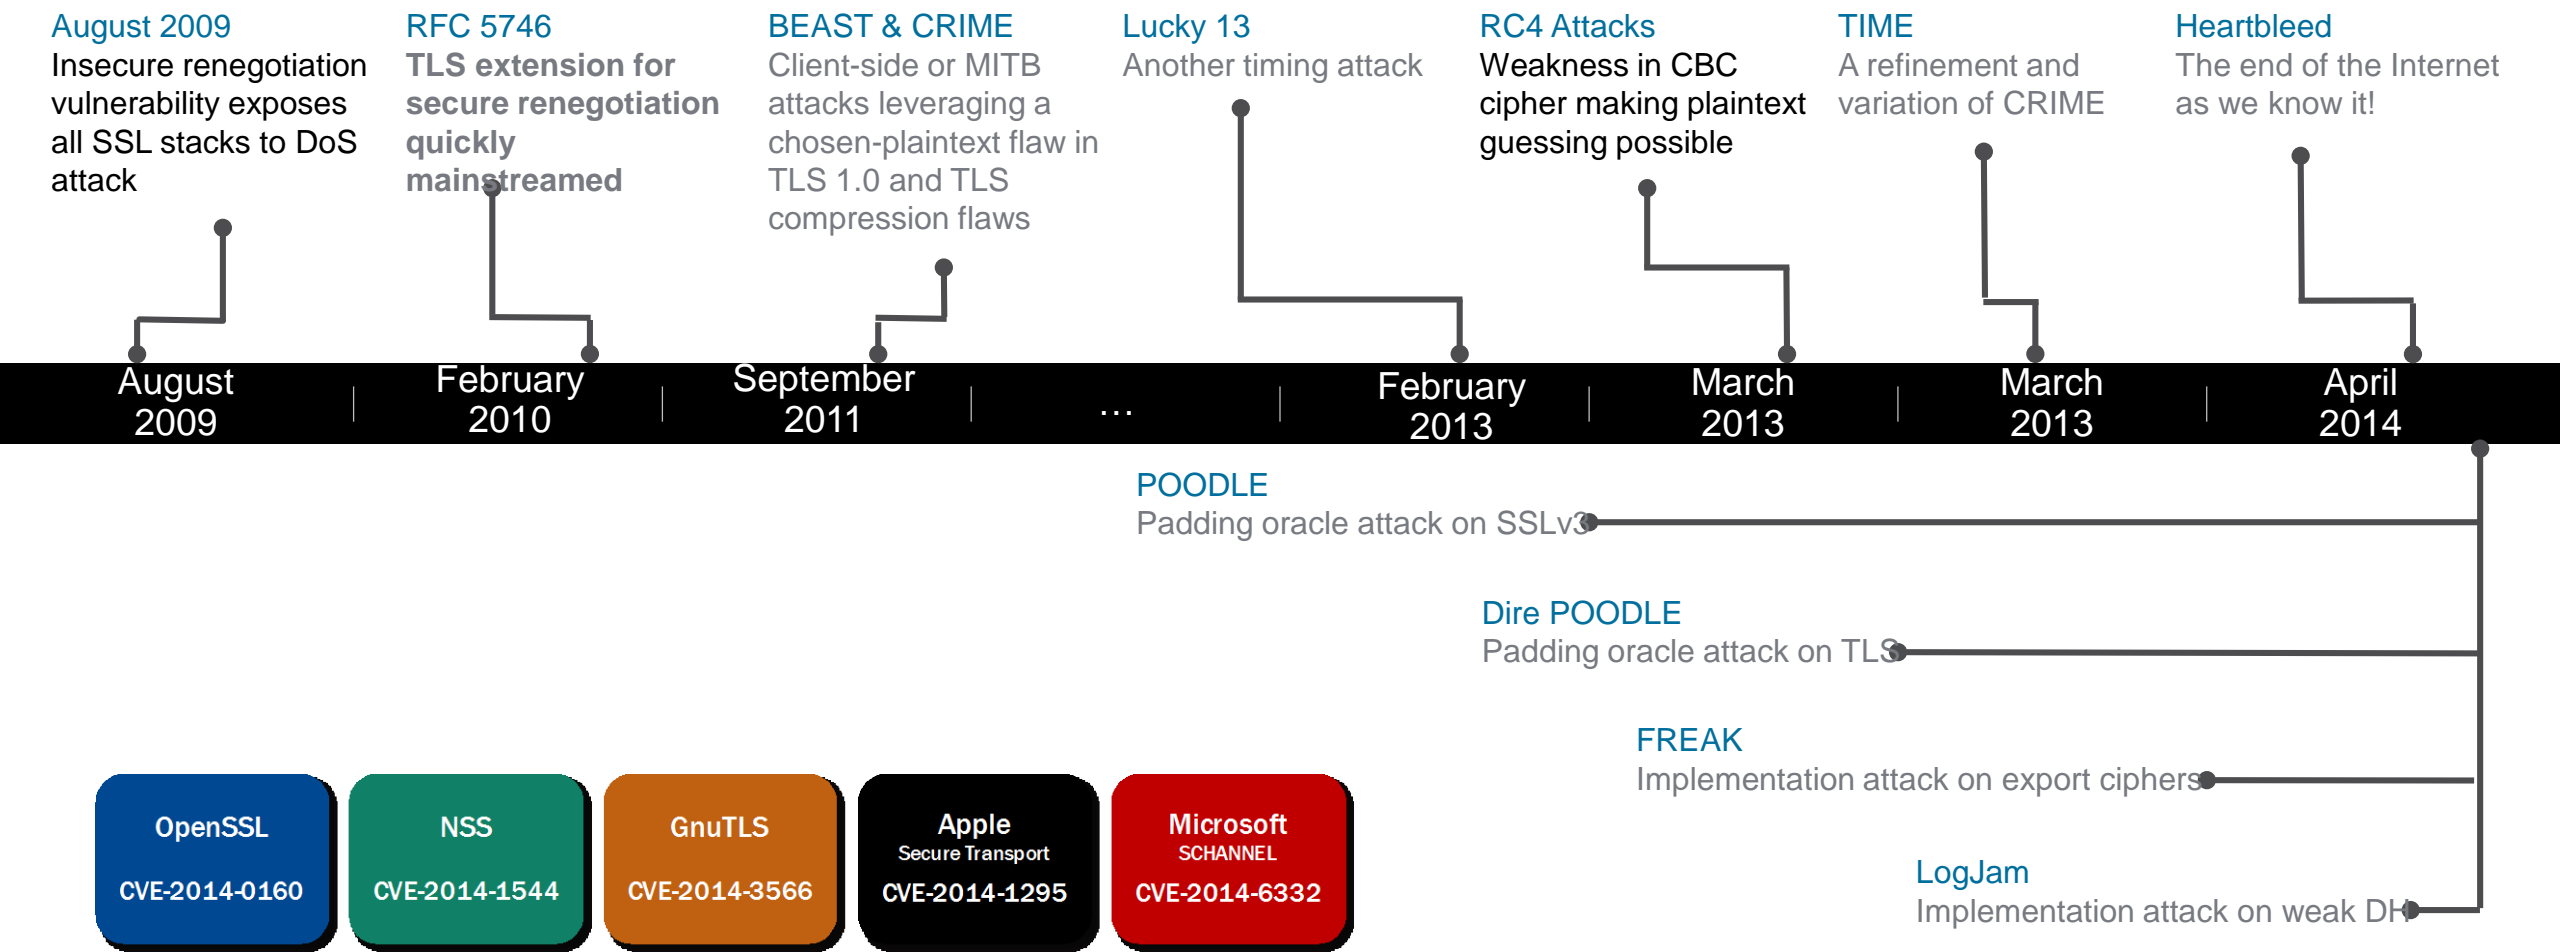 August 2009
Insecure renegotiation
vulnerability exposes
all SSL stacks to DoS
attack
RFC 5746
TLS extension for
secure renegotiation
quickly
mainstreamed
BEAST & CRIME
Client-side or MITB
attacks leveraging a
chosen-plaintext flaw in
TLS 1.0 and TLS
compression flaws
Lucky 13
Another timing attack
RC4 Attacks
Weakness in CBC
cipher making plaintext
guessing possible
TIME
A refinement and
variation of CRIME
Heartbleed
The end of the Internet
as we know it!
August
2009
February
2010
September
2011
...
February
2013
March
2013
March
2013
April
2014
POODLE
Padding oracle attack on SSLv3
Dire POODLE
Padding oracle attack on TLS
FREAK
Implementation attack on export ciphers
LogJam
Implementation attack on weak DH
OpenSSL
CVE-2014-0160
NSS
CVE-2014-1544
GnuTLS
CVE-2014-3566
Apple
Secure Transport
CVE-2014-1295
Microsoft
SCHANNEL
CVE-2014-6332